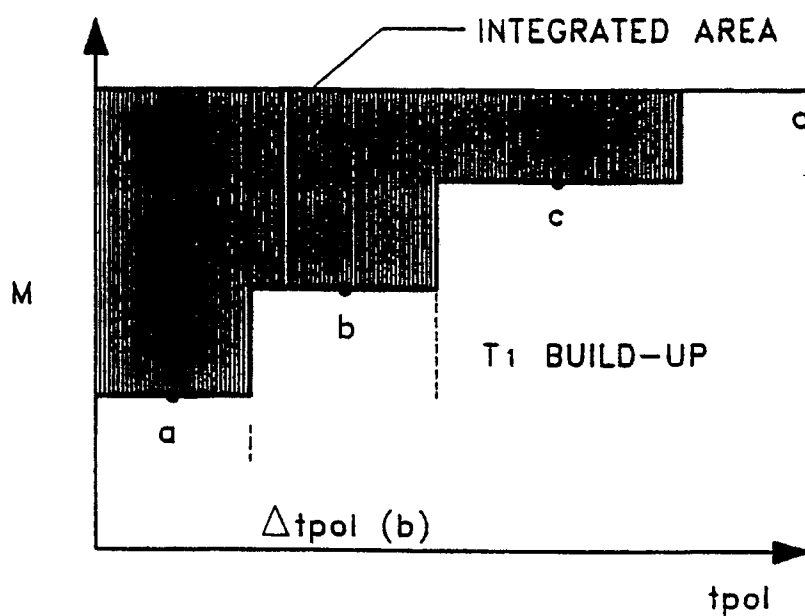 INTEGRATED AREA
d
c
M
b
T1 BUILD-UP
a
Δtpol (b)
tpol